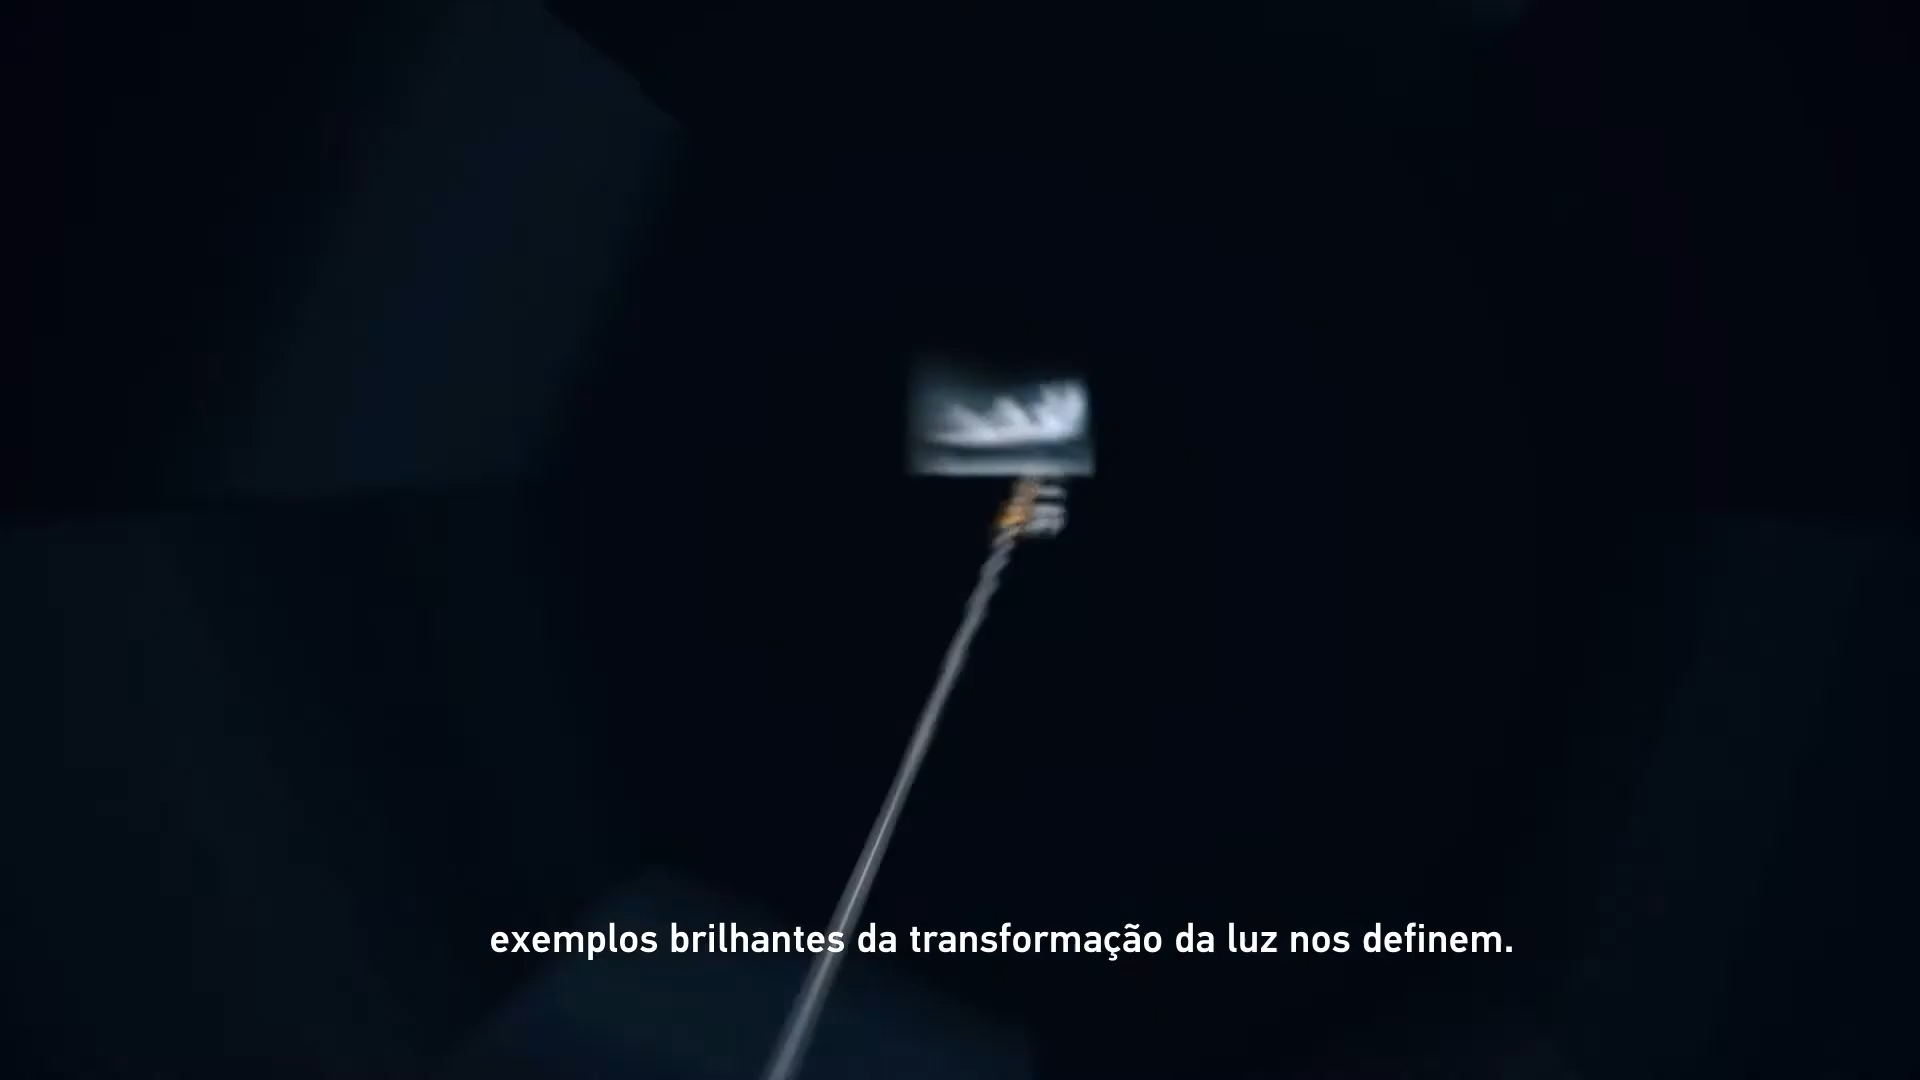 exemplos brilhantes da transformação da luz nos definem.